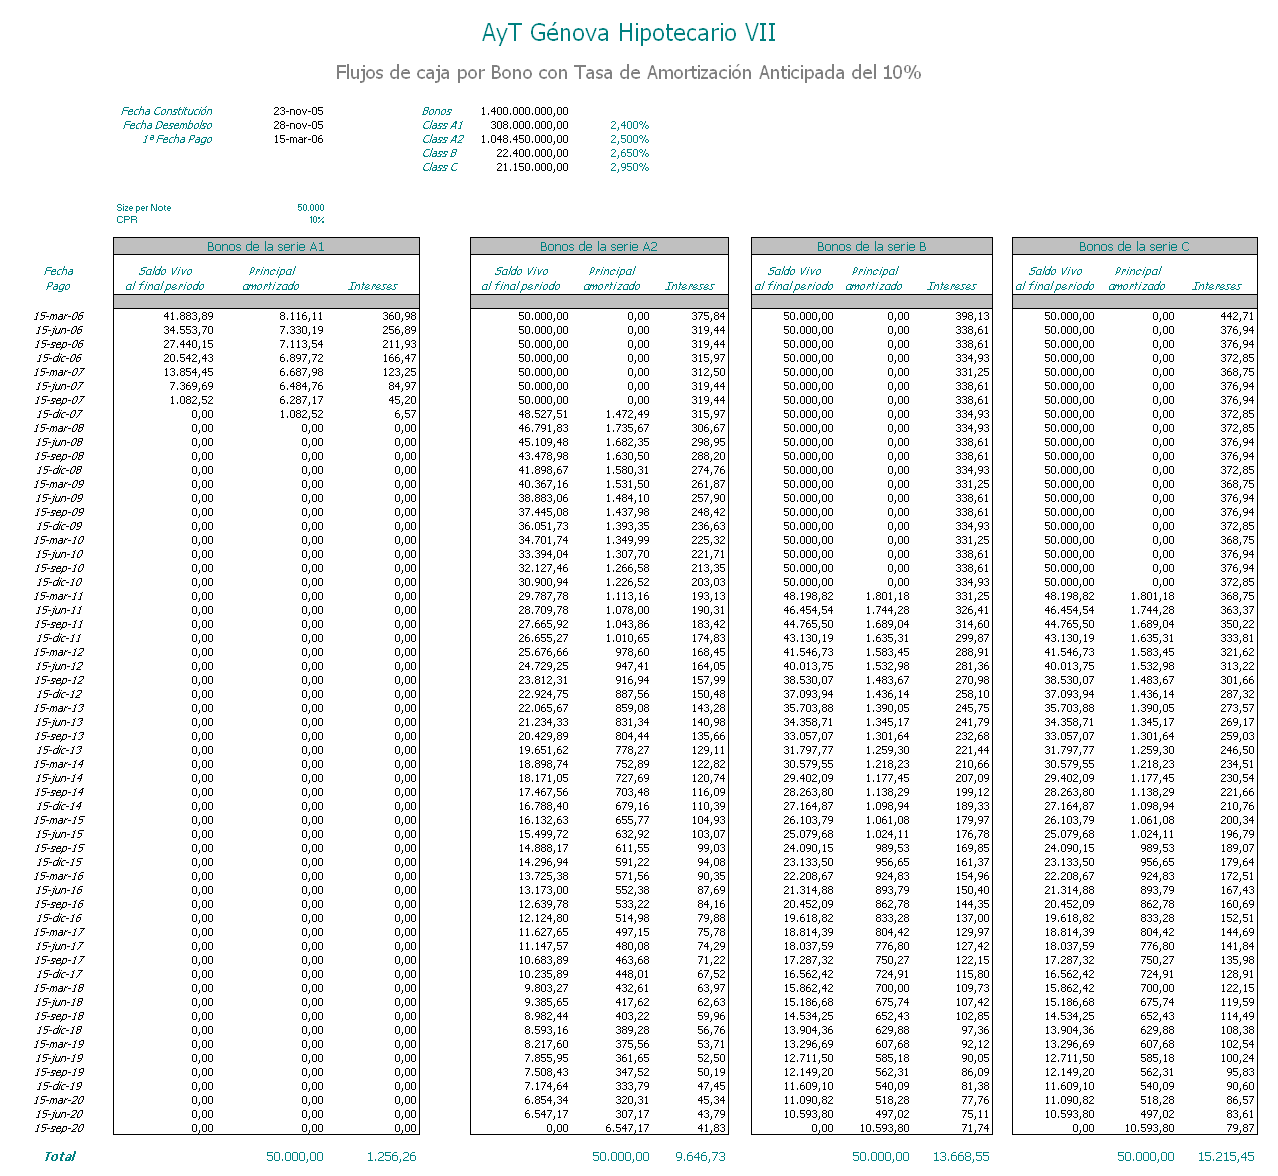 AyT Génova Hipotecario VII
Flujos de caja por Bono con Tasa de Amortización Anticipada del 10%
Fecha Constitución 23-nov-05 Bonos 1.400.000.000,00
Fecha Desembolso 28-nov-05 Class A1 308.000.000,00 2,400%
1ª Fecha Pago 15-mar-06 Class A2 1.048.450.000,00 2,500%
Class B 22.400.000,00 2,650%
Class C 21.150.000,00 2,950%
Size per Note 50.000
CPR 10%
Bonos de la serie A1 Bonos de la serie A2 Bonos de la serie B Bonos de la serie C
Fecha Saldo Vivo Principal Saldo Vivo Principal Saldo Vivo Principal Saldo Vivo Principal
Pago al final periodo amortizado Intereses al final periodo amortizado Intereses al final periodo amortizado Intereses al final periodo amortizado Intereses
15-mar-06 41.883,89 8.116,11 360,98 50.000,00 0,00 375,84 50.000,00 0,00 398,13 50.000,00 0,00 442,71
15-jun-06 34.553,70 7.330,19 256,89 50.000,00 0,00 319,44 50.000,00 0,00 338,61 50.000,00 0,00 376,94
15-sep-06 27.440,15 7.113,54 211,93 50.000,00 0,00 319,44 50.000,00 0,00 338,61 50.000,00 0,00 376,94
15-dic-06 20.542,43 6.897,72 166,47 50.000,00 0,00 315,97 50.000,00 0,00 334,93 50.000,00 0,00 372,85
15-mar-07 13.854,45 6.687,98 123,25 50.000,00 0,00 312,50 50.000,00 0,00 331,25 50.000,00 0,00 368,75
15-jun-07 7.369,69 6.484,76 84,97 50.000,00 0,00 319,44 50.000,00 0,00 338,61 50.000,00 0,00 376,94
15-sep-07 1.082,52 6.287,17 45,20 50.000,00 0,00 319,44 50.000,00 0,00 338,61 50.000,00 0,00 376,94
15-dic-07 0,00 1.082,52 6,57 48.527,51 1.472,49 315,97 50.000,00 0,00 334,93 50.000,00 0,00 372,85
15-mar-08 0,00 0,00 0,00 46.791,83 1.735,67 306,67 50.000,00 0,00 334,93 50.000,00 0,00 372,85
15-jun-08 0,00 0,00 0,00 45.109,48 1.682,35 298,95 50.000,00 0,00 338,61 50.000,00 0,00 376,94
15-sep-08 0,00 0,00 0,00 43.478,98 1.630,50 288,20 50.000,00 0,00 338,61 50.000,00 0,00 376,94
15-dic-08 0,00 0,00 0,00 41.898,67 1.580,31 274,76 50.000,00 0,00 334,93 50.000,00 0,00 372,85
15-mar-09 0,00 0,00 0,00 40.367,16 1.531,50 261,87 50.000,00 0,00 331,25 50.000,00 0,00 368,75
15-jun-09 0,00 0,00 0,00 38.883,06 1.484,10 257,90 50.000,00 0,00 338,61 50.000,00 0,00 376,94
15-sep-09 0,00 0,00 0,00 37.445,08 1.437,98 248,42 50.000,00 0,00 338,61 50.000,00 0,00 376,94
15-dic-09 0,00 0,00 0,00 36.051,73 1.393,35 236,63 50.000,00 0,00 334,93 50.000,00 0,00 372,85
15-mar-10 0,00 0,00 0,00 34.701,74 1.349,99 225,32 50.000,00 0,00 331,25 50.000,00 0,00 368,75
15-jun-10 0,00 0,00 0,00 33.394,04 1.307,70 221,71 50.000,00 0,00 338,61 50.000,00 0,00 376,94
15-sep-10 0,00 0,00 0,00 32.127,46 1.266,58 213,35 50.000,00 0,00 338,61 50.000,00 0,00 376,94
15-dic-10 0,00 0,00 0,00 30.900,94 1.226,52 203,03 50.000,00 0,00 334,93 50.000,00 0,00 372,85
15-mar-11 0,00 0,00 0,00 29.787,78 1.113,16 193,13 48.198,82 1.801,18 331,25 48.198,82 1.801,18 368,75
15-jun-11 0,00 0,00 0,00 28.709,78 1.078,00 190,31 46.454,54 1.744,28 326,41 46.454,54 1.744,28 363,37
15-sep-11 0,00 0,00 0,00 27.665,92 1.043,86 183,42 44.765,50 1.689,04 314,60 44.765,50 1.689,04 350,22
15-dic-11 0,00 0,00 0,00 26.655,27 1.010,65 174,83 43.130,19 1.635,31 299,87 43.130,19 1.635,31 333,81
15-mar-12 0,00 0,00 0,00 25.676,66 978,60 168,45 41.546,73 1.583,45 288,91 41.546,73 1.583,45 321,62
15-jun-12 0,00 0,00 0,00 24.729,25 947,41 164,05 40.013,75 1.532,98 281,36 40.013,75 1.532,98 313,22
15-sep-12 0,00 0,00 0,00 23.812,31 916,94 157,99 38.530,07 1.483,67 270,98 38.530,07 1.483,67 301,66
15-dic-12 0,00 0,00 0,00 22.924,75 887,56 150,48 37.093,94 1.436,14 258,10 37.093,94 1.436,14 287,32
15-mar-13 0,00 0,00 0,00 22.065,67 859,08 143,28 35.703,88 1.390,05 245,75 35.703,88 1.390,05 273,57
15-jun-13 0,00 0,00 0,00 21.234,33 831,34 140,98 34.358,71 1.345,17 241,79 34.358,71 1.345,17 269,17
15-sep-13 0,00 0,00 0,00 20.429,89 804,44 135,66 33.057,07 1.301,64 232,68 33.057,07 1.301,64 259,03
15-dic-13 0,00 0,00 0,00 19.651,62 778,27 129,11 31.797,77 1.259,30 221,44 31.797,77 1.259,30 246,50
15-mar-14 0,00 0,00 0,00 18.898,74 752,89 122,82 30.579,55 1.218,23 210,66 30.579,55 1.218,23 234,51
15-jun-14 0,00 0,00 0,00 18.171,05 727,69 120,74 29.402,09 1.177,45 207,09 29.402,09 1.177,45 230,54
15-sep-14 0,00 0,00 0,00 17.467,56 703,48 116,09 28.263,80 1.138,29 199,12 28.263,80 1.138,29 221,66
15-dic-14 0,00 0,00 0,00 16.788,40 679,16 110,39 27.164,87 1.098,94 189,33 27.164,87 1.098,94 210,76
15-mar-15 0,00 0,00 0,00 16.132,63 655,77 104,93 26.103,79 1.061,08 179,97 26.103,79 1.061,08 200,34
15-jun-15 0,00 0,00 0,00 15.499,72 632,92 103,07 25.079,68 1.024,11 176,78 25.079,68 1.024,11 196,79
15-sep-15 0,00 0,00 0,00 14.888,17 611,55 99,03 24.090,15 989,53 169,85 24.090,15 989,53 189,07
15-dic-15 0,00 0,00 0,00 14.296,94 591,22 94,08 23.133,50 956,65 161,37 23.133,50 956,65 179,64
15-mar-16 0,00 0,00 0,00 13.725,38 571,56 90,35 22.208,67 924,83 154,96 22.208,67 924,83 172,51
15-jun-16 0,00 0,00 0,00 13.173,00 552,38 87,69 21.314,88 893,79 150,40 21.314,88 893,79 167,43
15-sep-16 0,00 0,00 0,00 12.639,78 533,22 84,16 20.452,09 862,78 144,35 20.452,09 862,78 160,69
15-dic-16 0,00 0,00 0,00 12.124,80 514,98 79,88 19.618,82 833,28 137,00 19.618,82 833,28 152,51
15-mar-17 0,00 0,00 0,00 11.627,65 497,15 75,78 18.814,39 804,42 129,97 18.814,39 804,42 144,69
15-jun-17 0,00 0,00 0,00 11.147,57 480,08 74,29 18.037,59 776,80 127,42 18.037,59 776,80 141,84
15-sep-17 0,00 0,00 0,00 10.683,89 463,68 71,22 17.287,32 750,27 122,15 17.287,32 750,27 135,98
15-dic-17 0,00 0,00 0,00 10.235,89 448,01 67,52 16.562,42 724,91 115,80 16.562,42 724,91 128,91
15-mar-18 0,00 0,00 0,00 9.803,27 432,61 63,97 15.862,42 700,00 109,73 15.862,42 700,00 122,15
15-jun-18 0,00 0,00 0,00 9.385,65 417,62 62,63 15.186,68 675,74 107,42 15.186,68 675,74 119,59
15-sep-18 0,00 0,00 0,00 8.982,44 403,22 59,96 14.534,25 652,43 102,85 14.534,25 652,43 114,49
15-dic-18 0,00 0,00 0,00 8.593,16 389,28 56,76 13.904,36 629,88 97,36 13.904,36 629,88 108,38
15-mar-19 0,00 0,00 0,00 8.217,60 375,56 53,71 13.296,69 607,68 92,12 13.296,69 607,68 102,54
15-jun-19 0,00 0,00 0,00 7.855,95 361,65 52,50 12.711,50 585,18 90,05 12.711,50 585,18 100,24
15-sep-19 0,00 0,00 0,00 7.508,43 347,52 50,19 12.149,20 562,31 86,09 12.149,20 562,31 95,83
15-dic-19 0,00 0,00 0,00 7.174,64 333,79 47,45 11.609,10 540,09 81,38 11.609,10 540,09 90,60
15-mar-20 0,00 0,00 0,00 6.854,34 320,31 45,34 11.090,82 518,28 77,76 11.090,82 518,28 86,57
15-jun-20 0,00 0,00 0,00 6.547,17 307,17 43,79 10.593,80 497,02 75,11 10.593,80 497,02 83,61
15-sep-20 0,00 0,00 0,00 0,00 6.547,17 41,83 0,00 10.593,80 71,74 0,00 10.593,80 79,87
Total 50.000,00 1.256,26 50.000,00 9.646,73 50.000,00 13.668,55 50.000,00 15.215,45